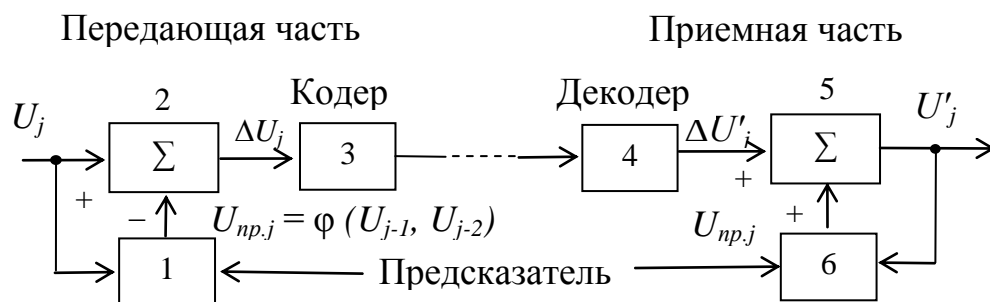 Передающая часть
Приемная часть
U_j
2
Σ
+
−
ΔU_j
Кодер
3
Декодер
4
ΔU'_j
+
5
Σ
U'_j
U_пр.j = φ (U_j-1, U_j-2)
U_пр.j
+
1
Предсказатель
6